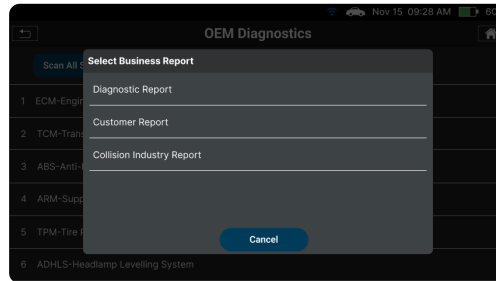 Nov 15 09:28 AM 60
OEM Diagnostics
Scan All
Select Business Report
Diagnostic Report
Customer Report
Collision Industry Report
Cancel
1 ECM-Engin
2 TCM-Trans
3 ABS-Anti-
4 ARM-Supp
5 TPM-Tire
6 ADHLS-Headlamp Levelling System